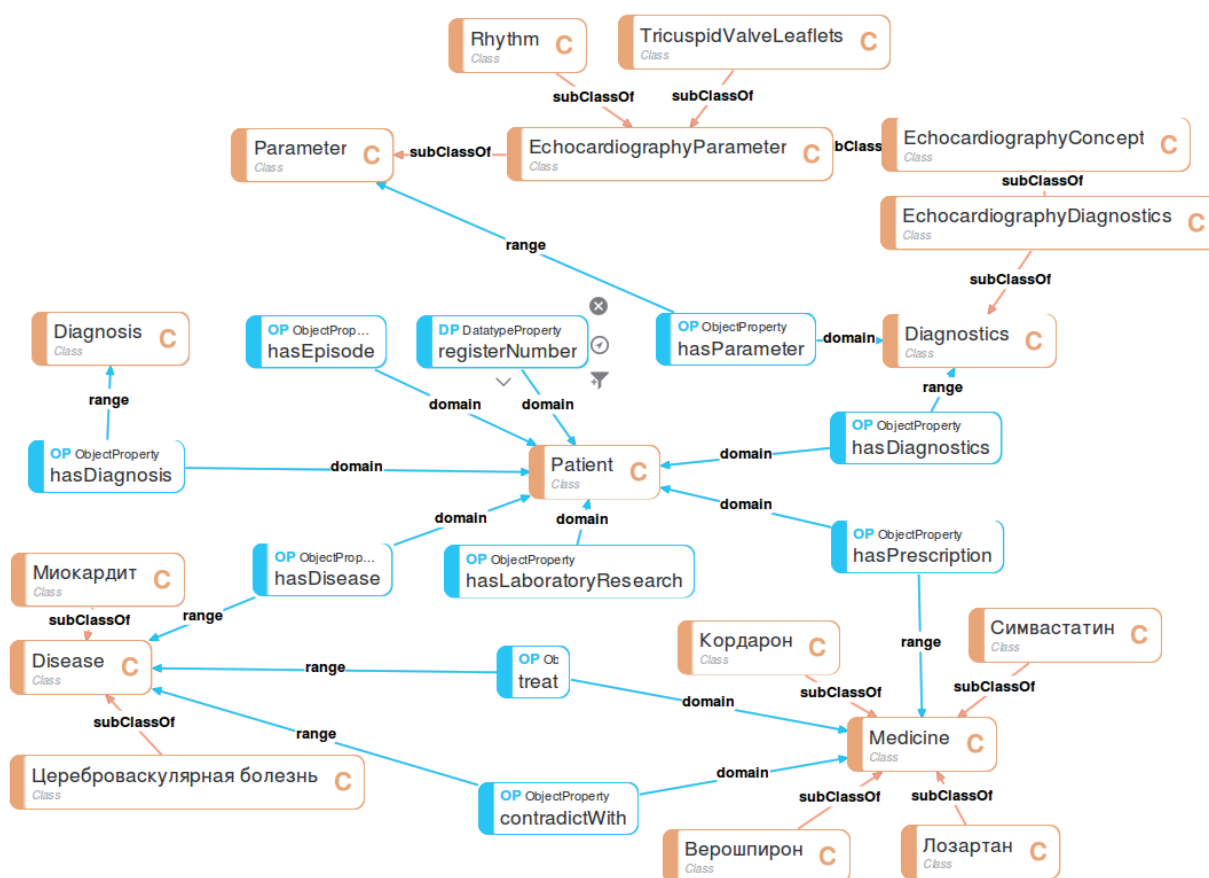 Rhythm C
Class
TricuspidValveLeaflets C
Class
subClassOf
subClassOf
Parameter C
Class
subClassOf
EchocardiographyParameter C
Class
bClass
EchocardiographyConcept C
Class
subClassOf
EchocardiographyDiagnostics C
Class
range
subClassOf
Diagnosis C
Class
OP ObjectProp...
hasEpisode
DP DatatypeProperty
registerNumber
OP ObjectProperty
hasParameter
domain
Diagnostics C
Class
range
range
domain
domain
OP ObjectProperty
hasDiagnosis
domain
Patient C
Class
domain
OP ObjectProperty
hasDiagnostics
domain
domain
domain
OP ObjectProp...
hasDisease
OP ObjectProperty
hasLaboratoryResearch
OP ObjectProperty
hasPrescription
Миокардит C
Class
subClassOf
range
range
Disease C
Class
range
OP Ob
treat
Кордарон C
Class
Симвастатин C
Class
subClassOf
subClassOf
domain
subClassOf
range
Medicine C
Class
Цереброваскулярная болезнь C
Class
domain
OP ObjectProperty
contradictWith
subClassOf
subClassOf
Верошпирон C
Class
Лозартан C
Class